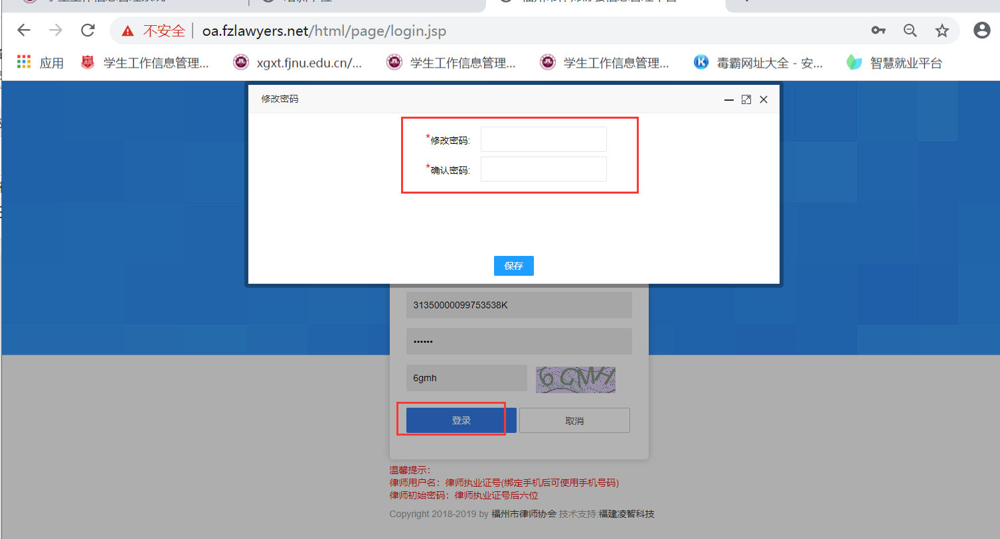 不安全 oa.fzlawyers.net/html/page/login.jsp
应用 学生工作信息管理... xgxt.fjnu.edu.cn/... 学生工作信息管理... 学生工作信息管理... 毒霸网址大全 - 安... 智慧就业平台
修改密码
*修改密码:
*确认密码:
保存
31350000099753538K
••••••
6gmh 6GMH
登录 取消
温馨提示：
律师用户名：律师执业证号(绑定手机后可使用手机号码)
律师初始密码：律师执业证号后六位
Copyright 2018-2019 by 福州市律师协会 技术支持:福建凌智科技